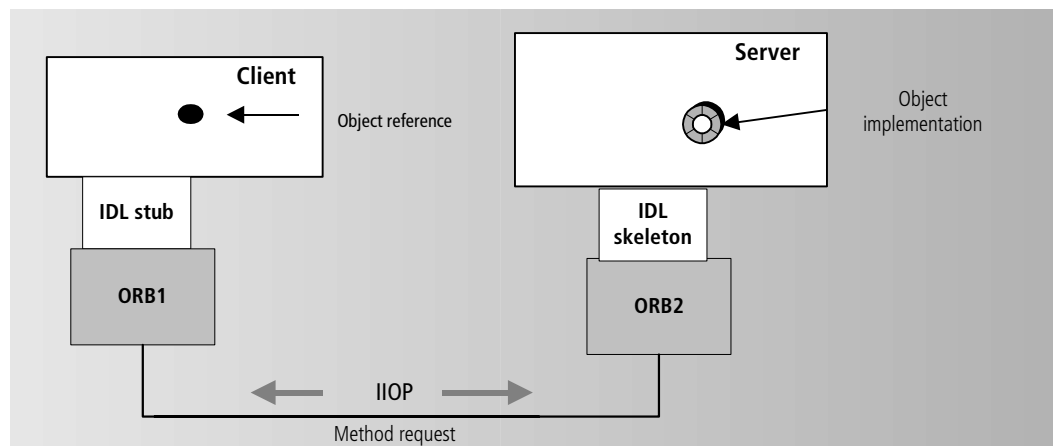 Client
Object reference
IDL stub
ORB1
Server
Object
implementation
IDL
skeleton
ORB2
IIOP
Method request